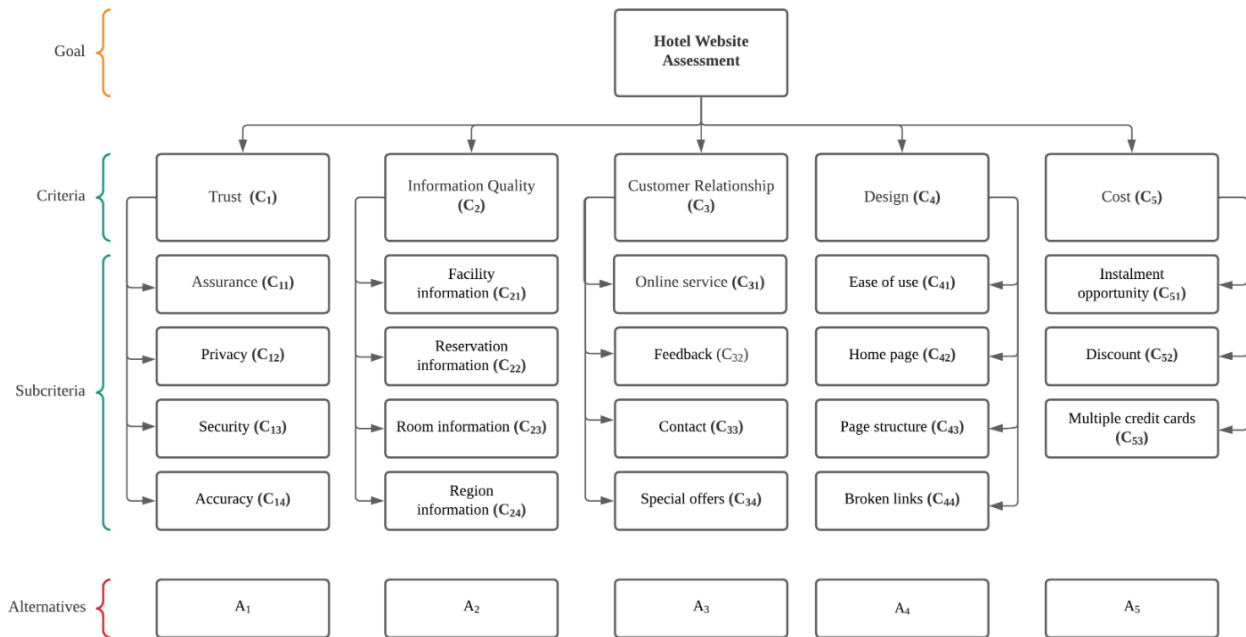 Goal
Hotel Website
Assessment
Criteria
Trust (C₁)
Information Quality
(C₂)
Customer Relationship
(C₃)
Design (C₄)
Cost (C₅)
Subcriteria
Assurance (C₁₁)
Facility
information (C₂₁)
Online service (C₃₁)
Ease of use (C₄₁)
Instalment
opportunity (C₅₁)
Privacy (C₁₂)
Reservation
information (C₂₂)
Feedback (C₃₂)
Home page (C₄₂)
Discount (C₅₂)
Security (C₁₃)
Room information (C₂₃)
Contact (C₃₃)
Page structure (C₄₃)
Multiple credit cards
(C₅₃)
Accuracy (C₁₄)
Region
information (C₂₄)
Special offers (C₃₄)
Broken links (C₄₄)
Alternatives
A₁
A₂
A₃
A₄
A₅